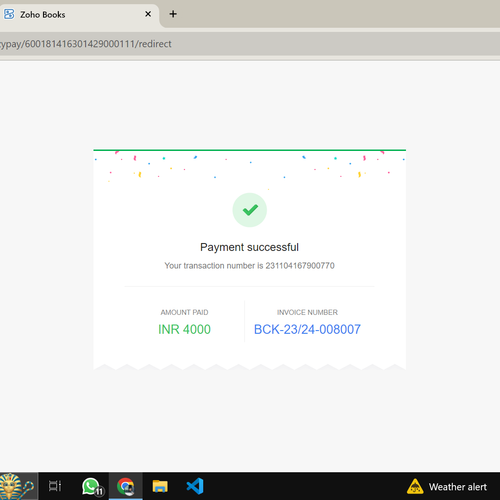 Zoho Books
ypay/600181416301429000111/redirect
Payment successful
Your transaction number is 231104167900770
AMOUNT PAID
INR 4000
INVOICE NUMBER
BCK-23/24-008007
11
Weather alert